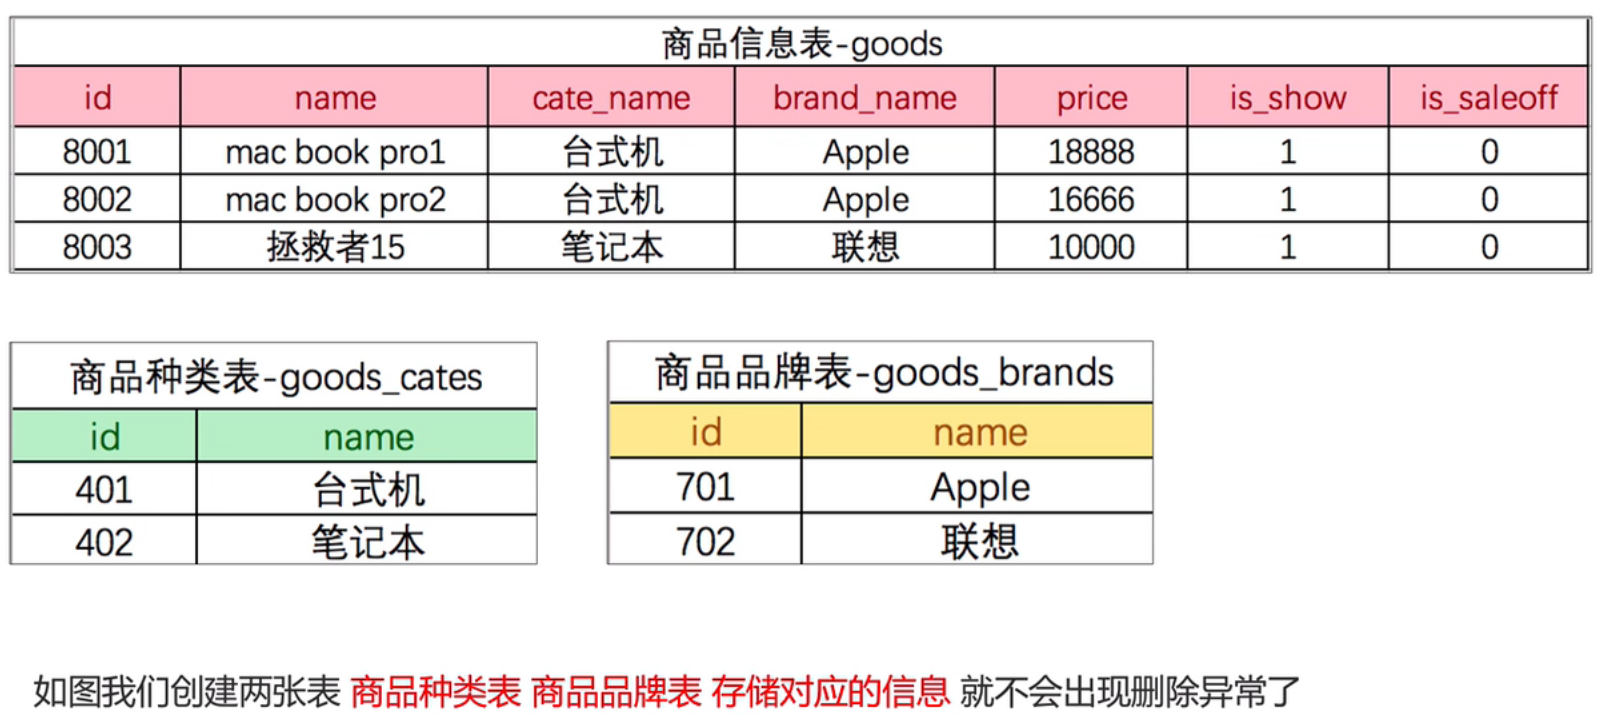 商品信息表-goods
id name cate_name brand_name price is_show is_saleoff
8001 mac book pro1 台式机 Apple 18888 1 0
8002 mac book pro2 台式机 Apple 16666 1 0
8003 拯救者15 笔记本 联想 10000 1 0
商品种类表-goods_cates
id name
401 台式机
402 笔记本
商品品牌表-goods_brands
id name
701 Apple
702 联想
如图我们创建两张表 商品种类表 商品品牌表 存储对应的信息 就不会出现删除异常了